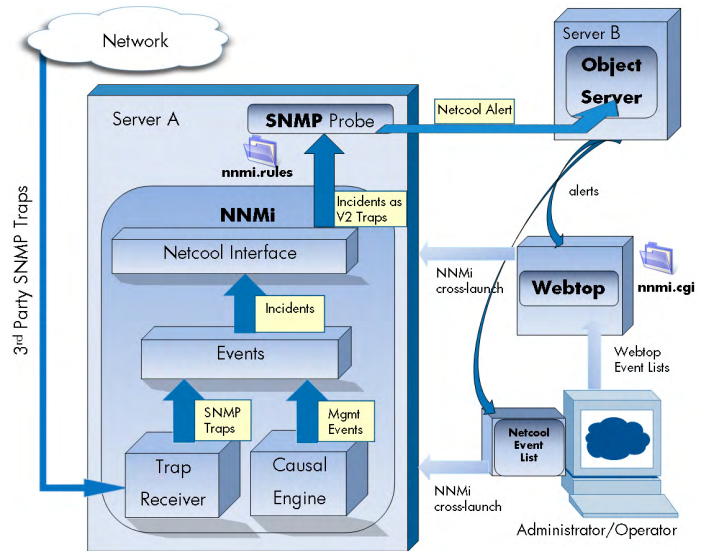 Network
Server B
Object
Server
Server A
SNMP Probe
Netcool Alert
nnmi.rules
3rd Party SNMP Traps
NNMi
Incidents as
V2 Traps
alerts
Netcool Interface
NNMi
cross-launch
Webtop
nnmi.cgi
Incidents
Events
Webtop
Event Lists
SNMP
Traps
Mgmt
Events
Netcool
Event
List
Trap
Receiver
Causal
Engine
NNMi
cross-launch
Administrator/Operator